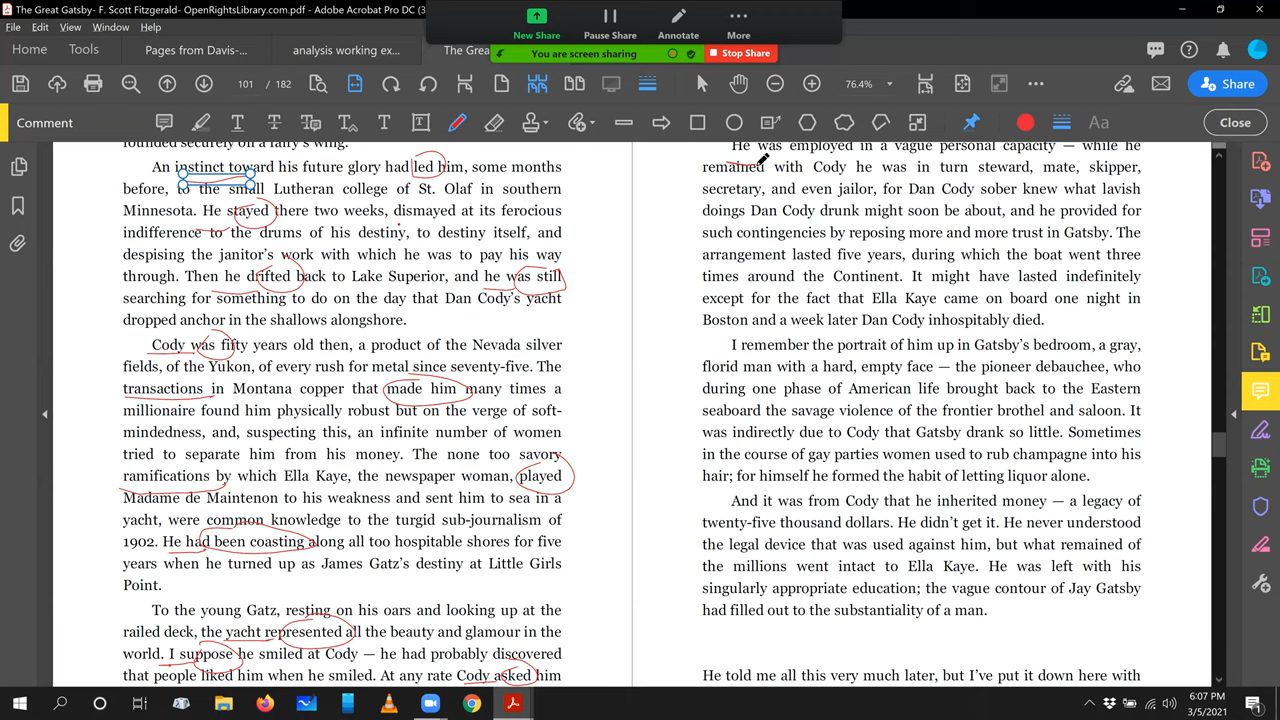 The Great Gatsby- F. Scott Fitzgerald- OpenRightsLibrary.com.pdf - Adobe Acrobat Pro DC (3
New Share
Pause Share
Annotate
More
File Edit View Window Help
You are screen sharing
Stop Share
Home
Tools
Pages from Davis-...
analysis working ex...
The Grea
101 / 182
76.4%
Share
Comment
Aa
Close
An instinct toward his future glory had led him, some months
before, to the small Lutheran college of St. Olaf in southern
Minnesota. He stayed there two weeks, dismayed at its ferocious
indifference to the drums of his destiny, to destiny itself, and
despising the janitor's work with which he was to pay his way
through. Then he drifted back to Lake Superior, and he was still
searching for something to do on the day that Dan Cody's yacht
dropped anchor in the shallows alongshore.
Cody was fifty years old then, a product of the Nevada silver
fields, of the Yukon, of every rush for metal since seventy-five. The
transactions in Montana copper that made him many times a
millionaire found him physically robust but on the verge of soft-
mindedness, and, suspecting this, an infinite number of women
tried to separate him from his money. The none too savory
ramifications by which Ella Kaye, the newspaper woman, played
Madame de Maintenon to his weakness and sent him to sea in a
yacht, were common knowledge to the turgid sub-journalism of
1902. He had been coasting along all too hospitable shores for five
years when he turned up as James Gatz's destiny at Little Girls
Point.
To the young Gatz, resting on his oars and looking up at the
railed deck, the yacht represented all the beauty and glamour in the
world. I suppose he smiled at Cody — he had probably discovered
that people liked him when he smiled. At any rate Cody asked him
He was employed in a vague personal capacity — while he
remained with Cody he was in turn steward, mate, skipper,
secretary, and even jailor, for Dan Cody sober knew what lavish
doings Dan Cody drunk might soon be about, and he provided for
such contingencies by reposing more and more trust in Gatsby. The
arrangement lasted five years, during which the boat went three
times around the Continent. It might have lasted indefinitely
except for the fact that Ella Kaye came on board one night in
Boston and a week later Dan Cody inhospitably died.
I remember the portrait of him up in Gatsby's bedroom, a gray,
florid man with a hard, empty face — the pioneer debauchee, who
during one phase of American life brought back to the Eastern
seaboard the savage violence of the frontier brothel and saloon. It
was indirectly due to Cody that Gatsby drank so little. Sometimes
in the course of gay parties women used to rub champagne into his
hair; for himself he formed the habit of letting liquor alone.
And it was from Cody that he inherited money — a legacy of
twenty-five thousand dollars. He didn't get it. He never understood
the legal device that was used against him, but what remained of
the millions went intact to Ella Kaye. He was left with his
singularly appropriate education; the vague contour of Jay Gatsby
had filled out to the substantiality of a man.
He told me all this very much later, but I've put it down here with
6:07 PM
3/5/2021